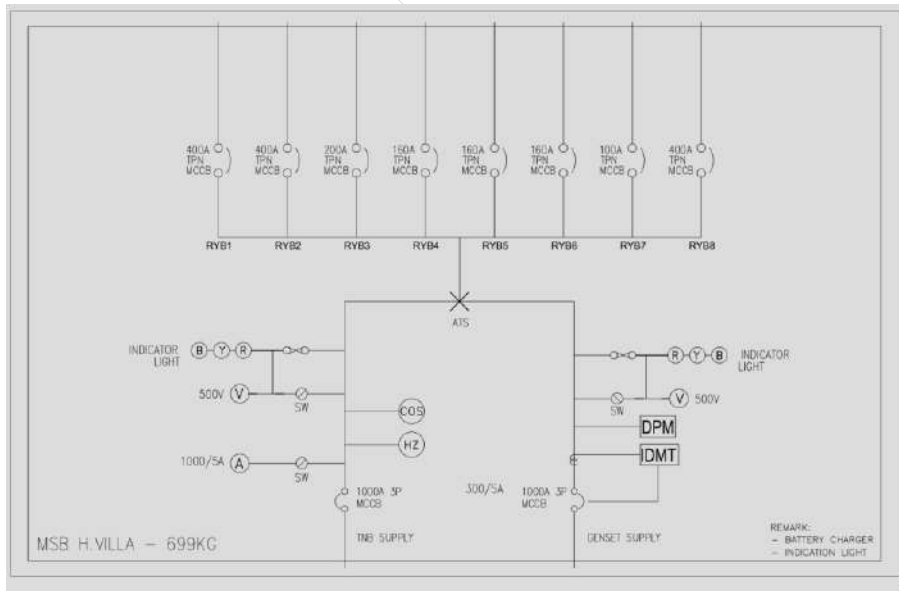 400A TPN MCCB
400A TPN MCCB
200A TPN MCCB
160A TPN MCCB
160A TPN MCCB
160A TPN MCCB
100A TPN MCCB
400A TPN MCCB
RYB1 RYB2 RYB3 RYB4 RYB5 RYB6 RYB7 RYB8
ATS
INDICATOR LIGHT
B Y R
R Y B
INDICATOR LIGHT
500V V
SW
SW
V 500V
COS
DPM
HZ
IDMT
1000/5A A
SW
1000A 3P MCCB
300/5A
1000A 3P MCCB
TNB SUPPLY
GENSET SUPPLY
MSB H.VILLA - 699KG
REMARK:
- BATTERY CHARGER
- INDICATION LIGHT